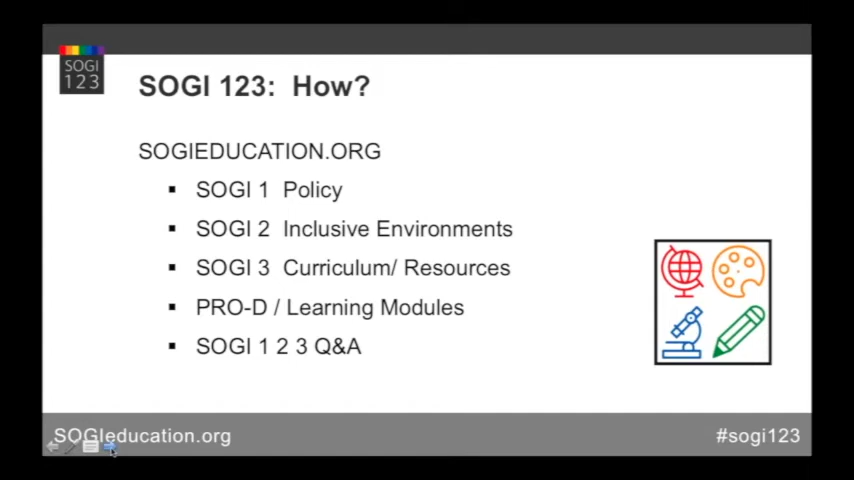 SOGI
123
SOGI 123: How?
SOGIEDUCATION.ORG
SOGI 1 Policy
SOGI 2 Inclusive Environments
SOGI 3 Curriculum/ Resources
PRO-D / Learning Modules
SOGI 1 2 3 Q&A
SOGIeducation.org
#sogi123